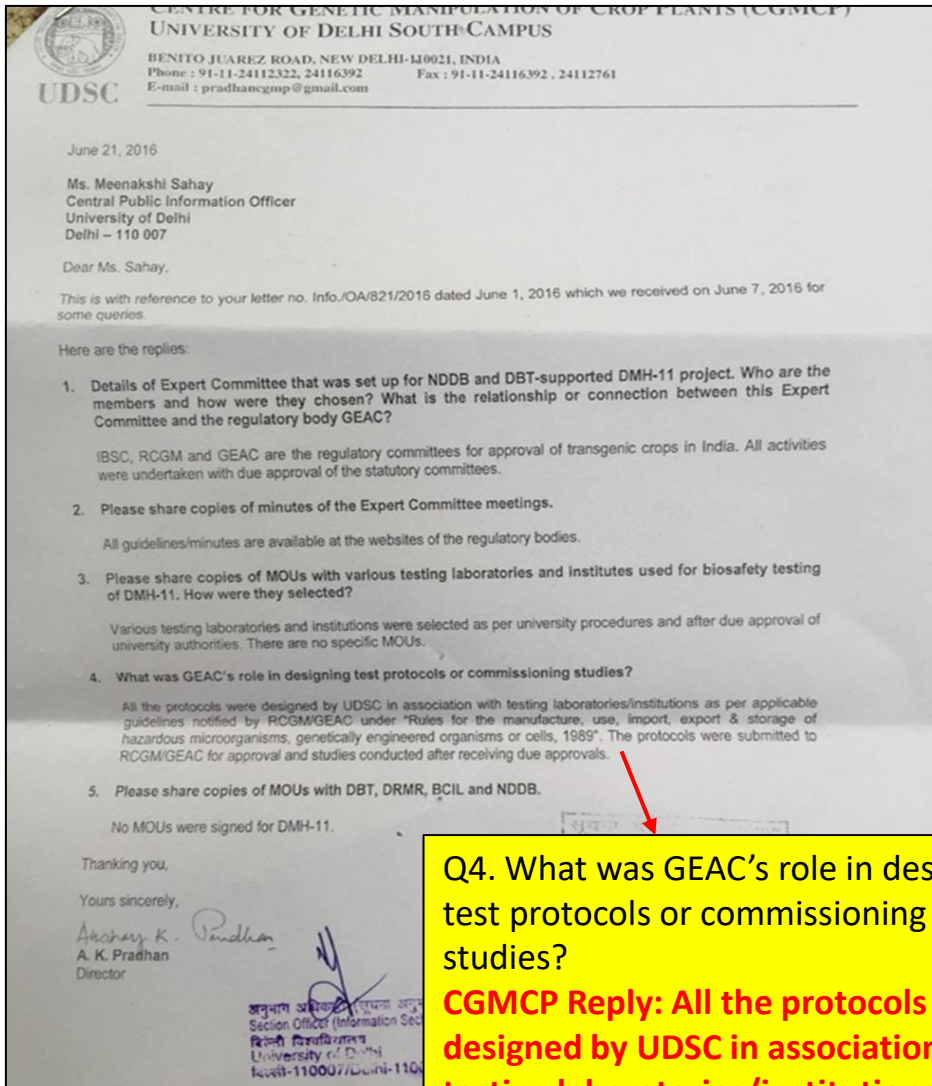 CENTRE FOR GENETIC MANIPULATION OF CROP PLANTS (CGMCP)
UNIVERSITY OF DELHI SOUTH CAMPUS
BENITO JUAREZ ROAD, NEW DELHI-110021, INDIA
Phone : 91-11-24112322, 24116392 Fax : 91-11-24116392 , 24112761
E-mail : pradhancgmp@gmail.com
UDSC
June 21, 2016
Ms. Meenakshi Sahay
Central Public Information Officer
University of Delhi
Delhi – 110 007
Dear Ms. Sahay,
This is with reference to your letter no. Info./OA/821/2016 dated June 1, 2016 which we received on June 7, 2016 for
some queries
Here are the replies:
1. Details of Expert Committee that was set up for NDDB and DBT-supported DMH-11 project. Who are the
members and how were they chosen? What is the relationship or connection between this Expert
Committee and the regulatory body GEAC?
IBSC, RCGM and GEAC are the regulatory committees for approval of transgenic crops in India. All activities
were undertaken with due approval of the statutory committees.
2. Please share copies of minutes of the Expert Committee meetings.
All guidelines/minutes are available at the websites of the regulatory bodies.
3. Please share copies of MOUs with various testing laboratories and institutes used for biosafety testing
of DMH-11. How were they selected?
Various testing laboratories and institutions were selected as per university procedures and after due approval of
university authorities. There are no specific MOUs.
4. What was GEAC's role in designing test protocols or commissioning studies?
All the protocols were designed by UDSC in association with testing laboratories/institutions as per applicable
guidelines notified by RCGM/GEAC under "Rules for the manufacture, use, import, export & storage of
hazardous microorganisms, genetically engineered organisms or cells, 1989". The protocols were submitted to
RCGM/GEAC for approval and studies conducted after receiving due approvals.
5. Please share copies of MOUs with DBT, DRMR, BCIL and NDDB.
No MOUs were signed for DMH-11.
Thanking you,
Yours sincerely,
Akshay K. Pradhan
A. K. Pradhan
Director
अनुभाग अधिकारी (सूचना
Section Officer (Information Sec
दिल्ली विश्वविद्यालय
University of Delhi
दिल्ली-110007/Delhi-110
Q4. What was GEAC's role in des
test protocols or commissioning
studies?
CGMCP Reply: All the protocols
designed by UDSC in association